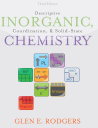 Descriptive
INORGANIC,
Coordination, & Solid-State
CHEMISTRY
GLEN E. RODGERS